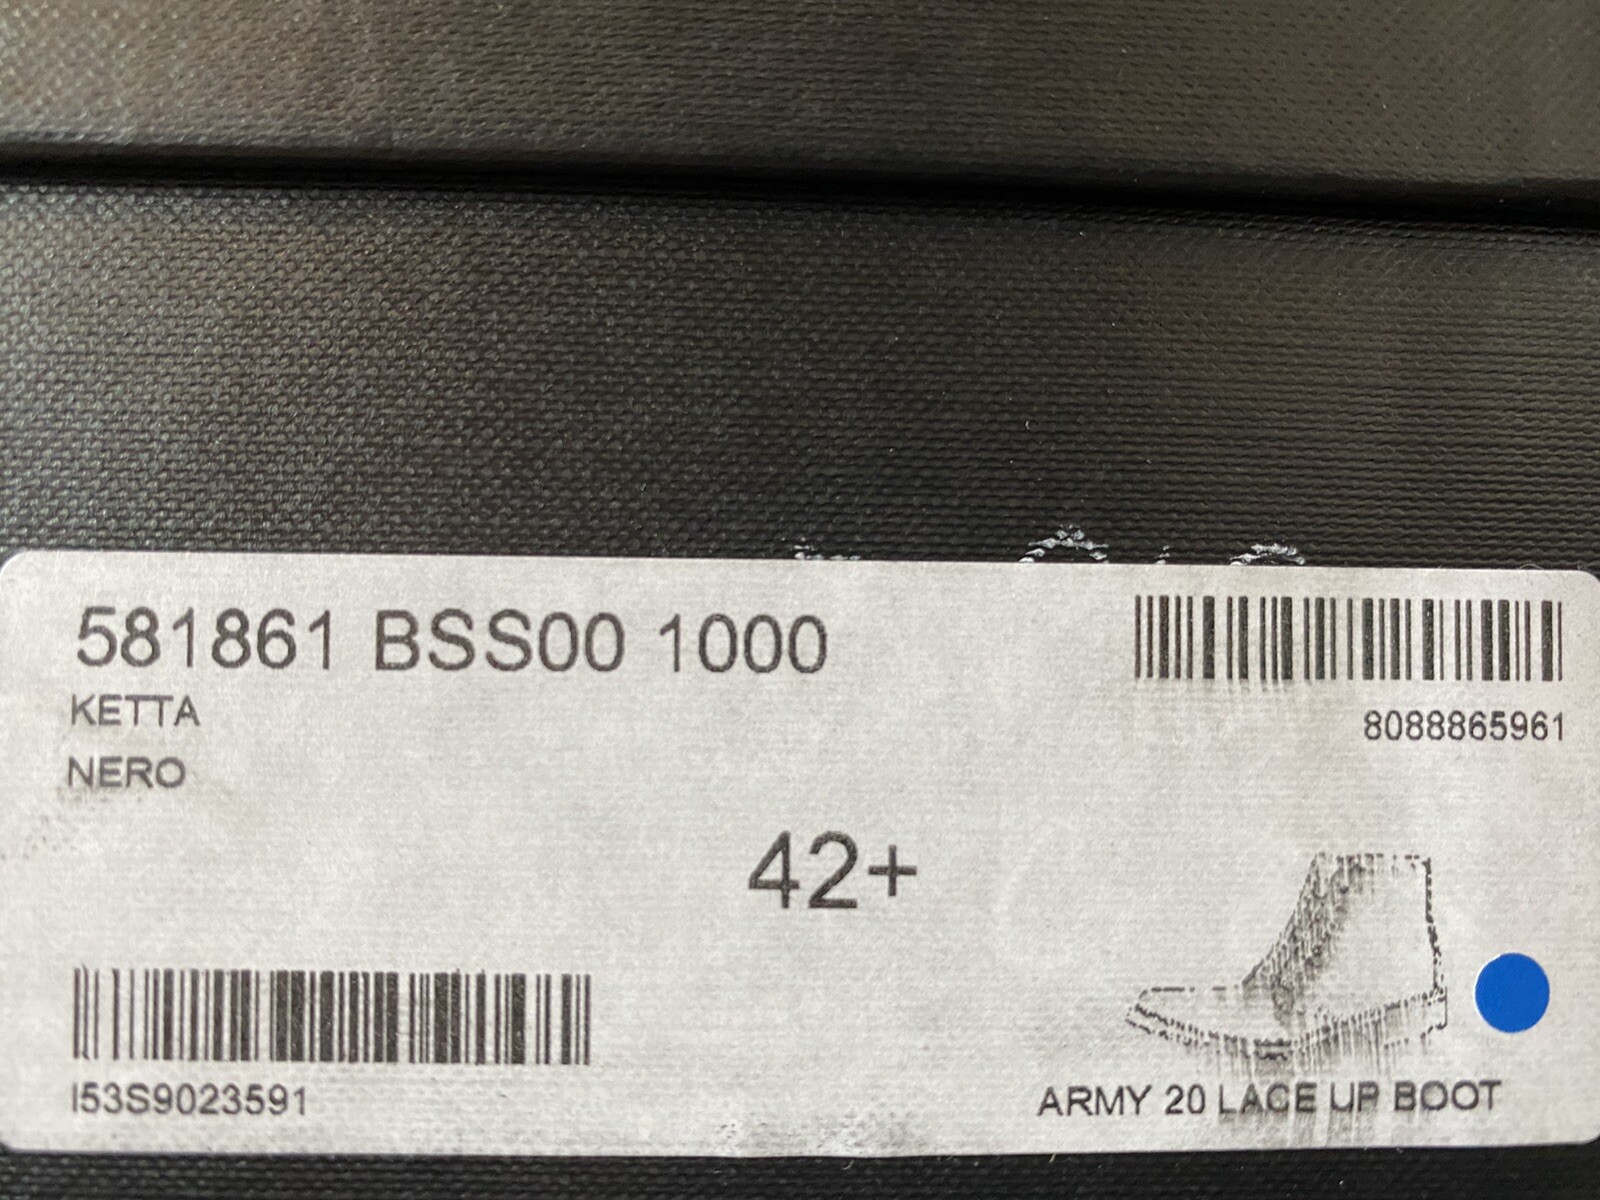 581861 BSS00 1000
8088865961
KETTA
NERO
42+
I53S9023591
ARMY 20 LACE UP BOOT